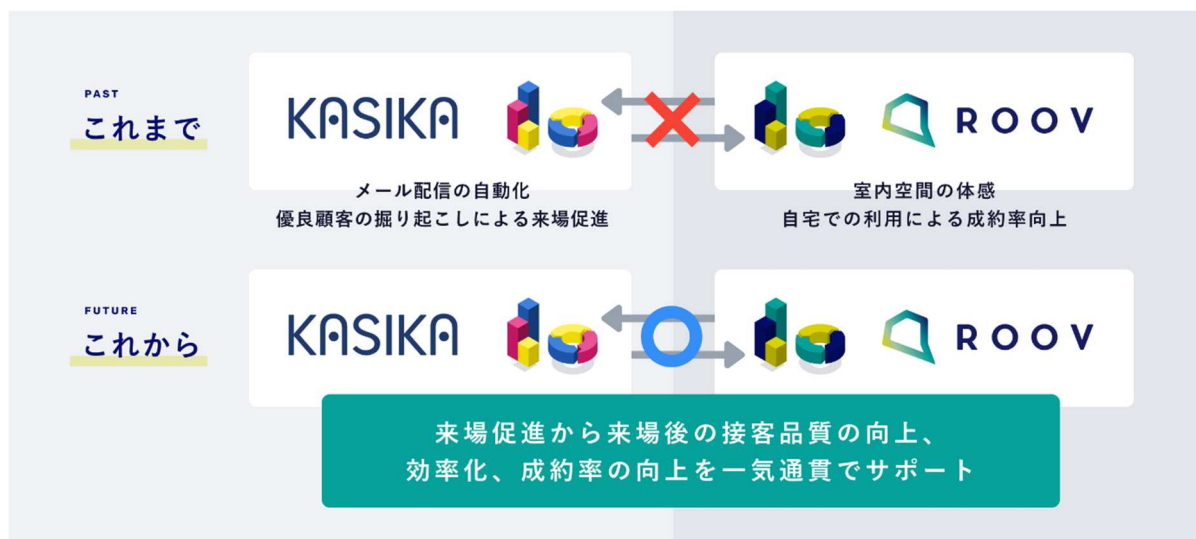 PAST
これまで
KASIKA
ROOV
メール配信の自動化
優良顧客の掘り起こしによる来場促進
室内空間の体感
自宅での利用による成約率向上
FUTURE
これから
KASIKA
ROOV
来場促進から来場後の接客品質の向上、
効率化、成約率の向上を一気通貫でサポート